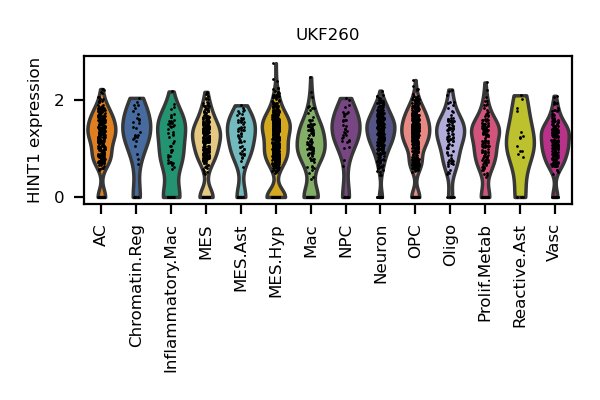 UKF260
HINT1 expression
2
0
AC
Chromatin.Reg
Inflammatory.Mac
MES
MES.Ast
MES.Hyp
Mac
NPC
Neuron
OPC
Oligo
Prolif.Metab
Reactive.Ast
Vasc